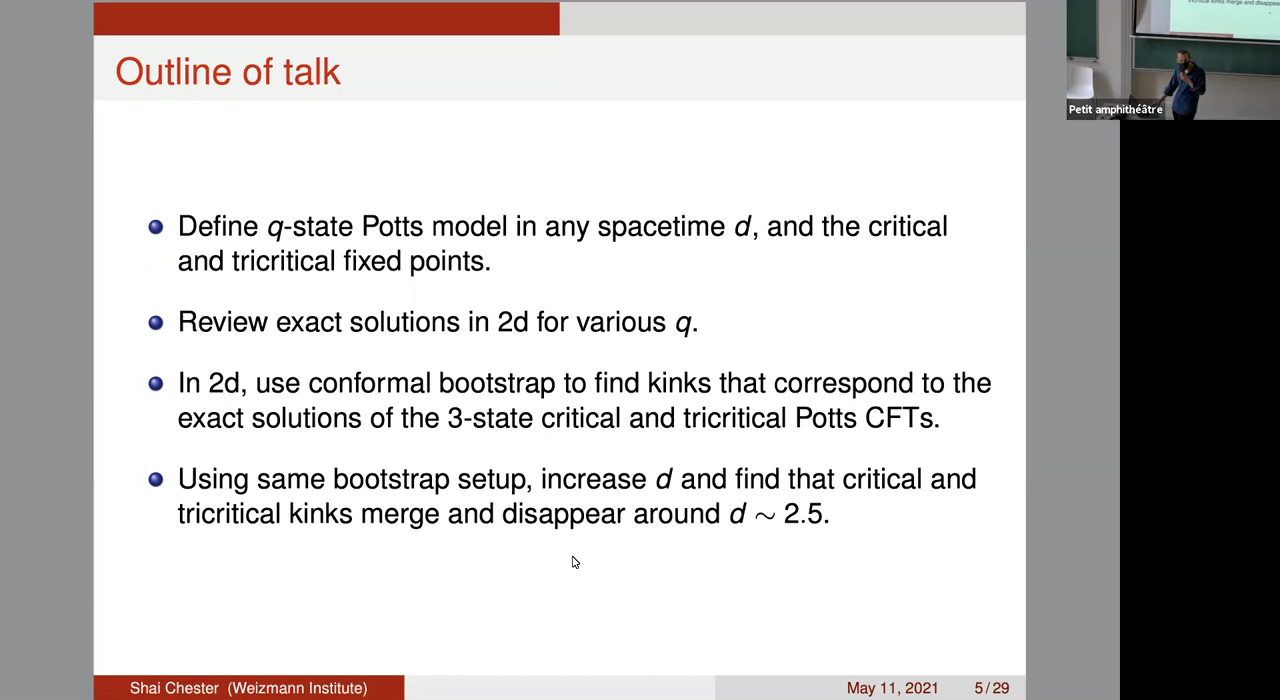 Outline of talk
Define q-state Potts model in any spacetime d, and the critical
and tricritical fixed points.
Review exact solutions in 2d for various q.
In 2d, use conformal bootstrap to find kinks that correspond to the
exact solutions of the 3-state critical and tricritical Potts CFTs.
Using same bootstrap setup, increase d and find that critical and
tricritical kinks merge and disappear around d ∼ 2.5.
Shai Chester (Weizmann Institute)
May 11, 2021
5/29
Petit amphithéâtre